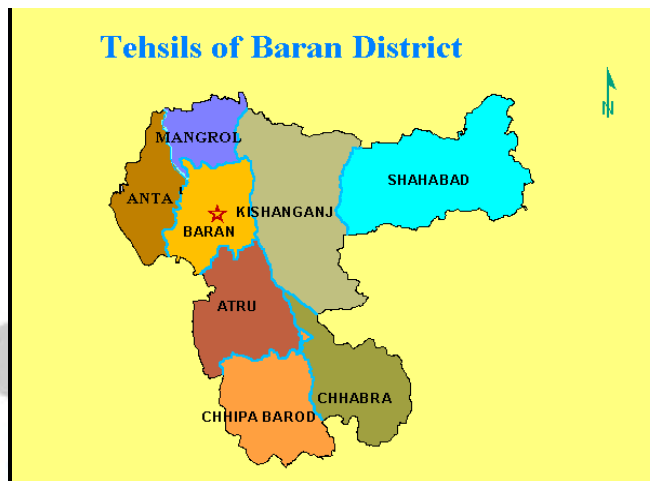 Tehsils of Baran District
N
MANGROL
SHAHABAD
ANTA
KISHANGANJ
BARAN
ATRU
CHHABRA
CHHIPA BAROD